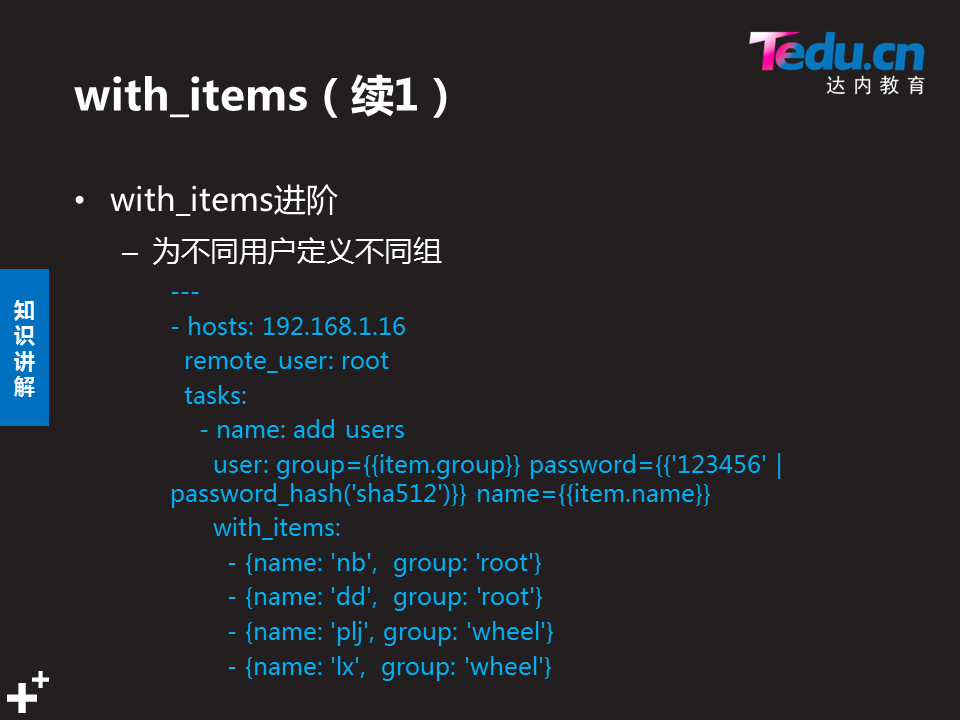 Tedu.cn
达内教育
with_items（续1）
• with_items进阶
– 为不同用户定义不同组
---
- hosts: 192.168.1.16
remote_user: root
tasks:
- name: add users
user: group={{item.group}} password={{'123456' |
password_hash('sha512')}} name={{item.name}}
with_items:
- {name: 'nb', group: 'root'}
- {name: 'dd', group: 'root'}
- {name: 'plj', group: 'wheel'}
- {name: 'lx', group: 'wheel'}
知
识
讲
解